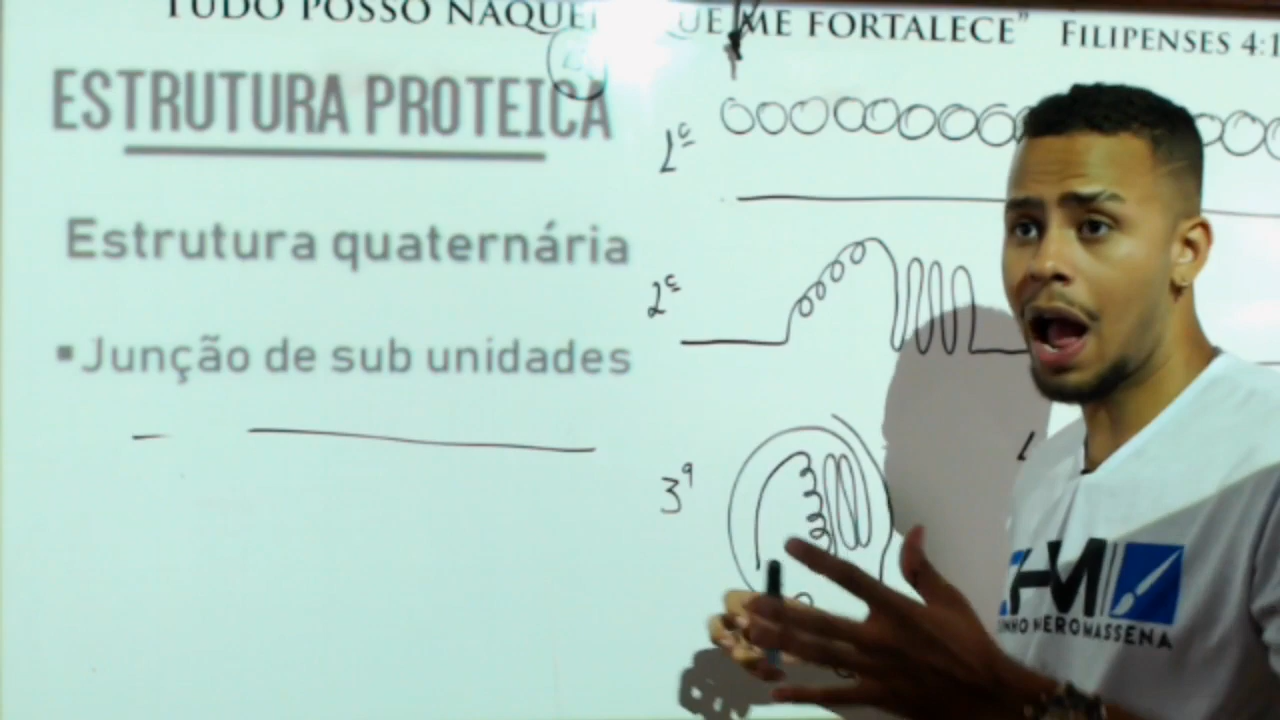 TUDO POSSO NAQUE UE ME FORTALECE" FILIPENSES 4:1
ESTRUTURA PROTEICA
Estrutura quaternária
▪ Junção de sub unidades
1ª
2ª
3ª